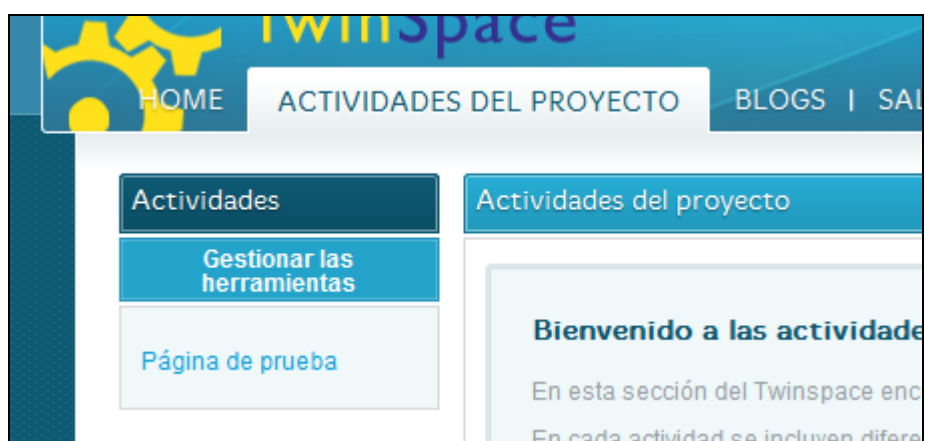 TwinSpace
HOME ACTIVIDADES DEL PROYECTO BLOGS | SAL
Actividades
Gestionar las
herramientas
Página de prueba
Actividades del proyecto
Bienvenido a las actividade
En esta sección del Twinspace enc
En cada actividad se incluyen difere